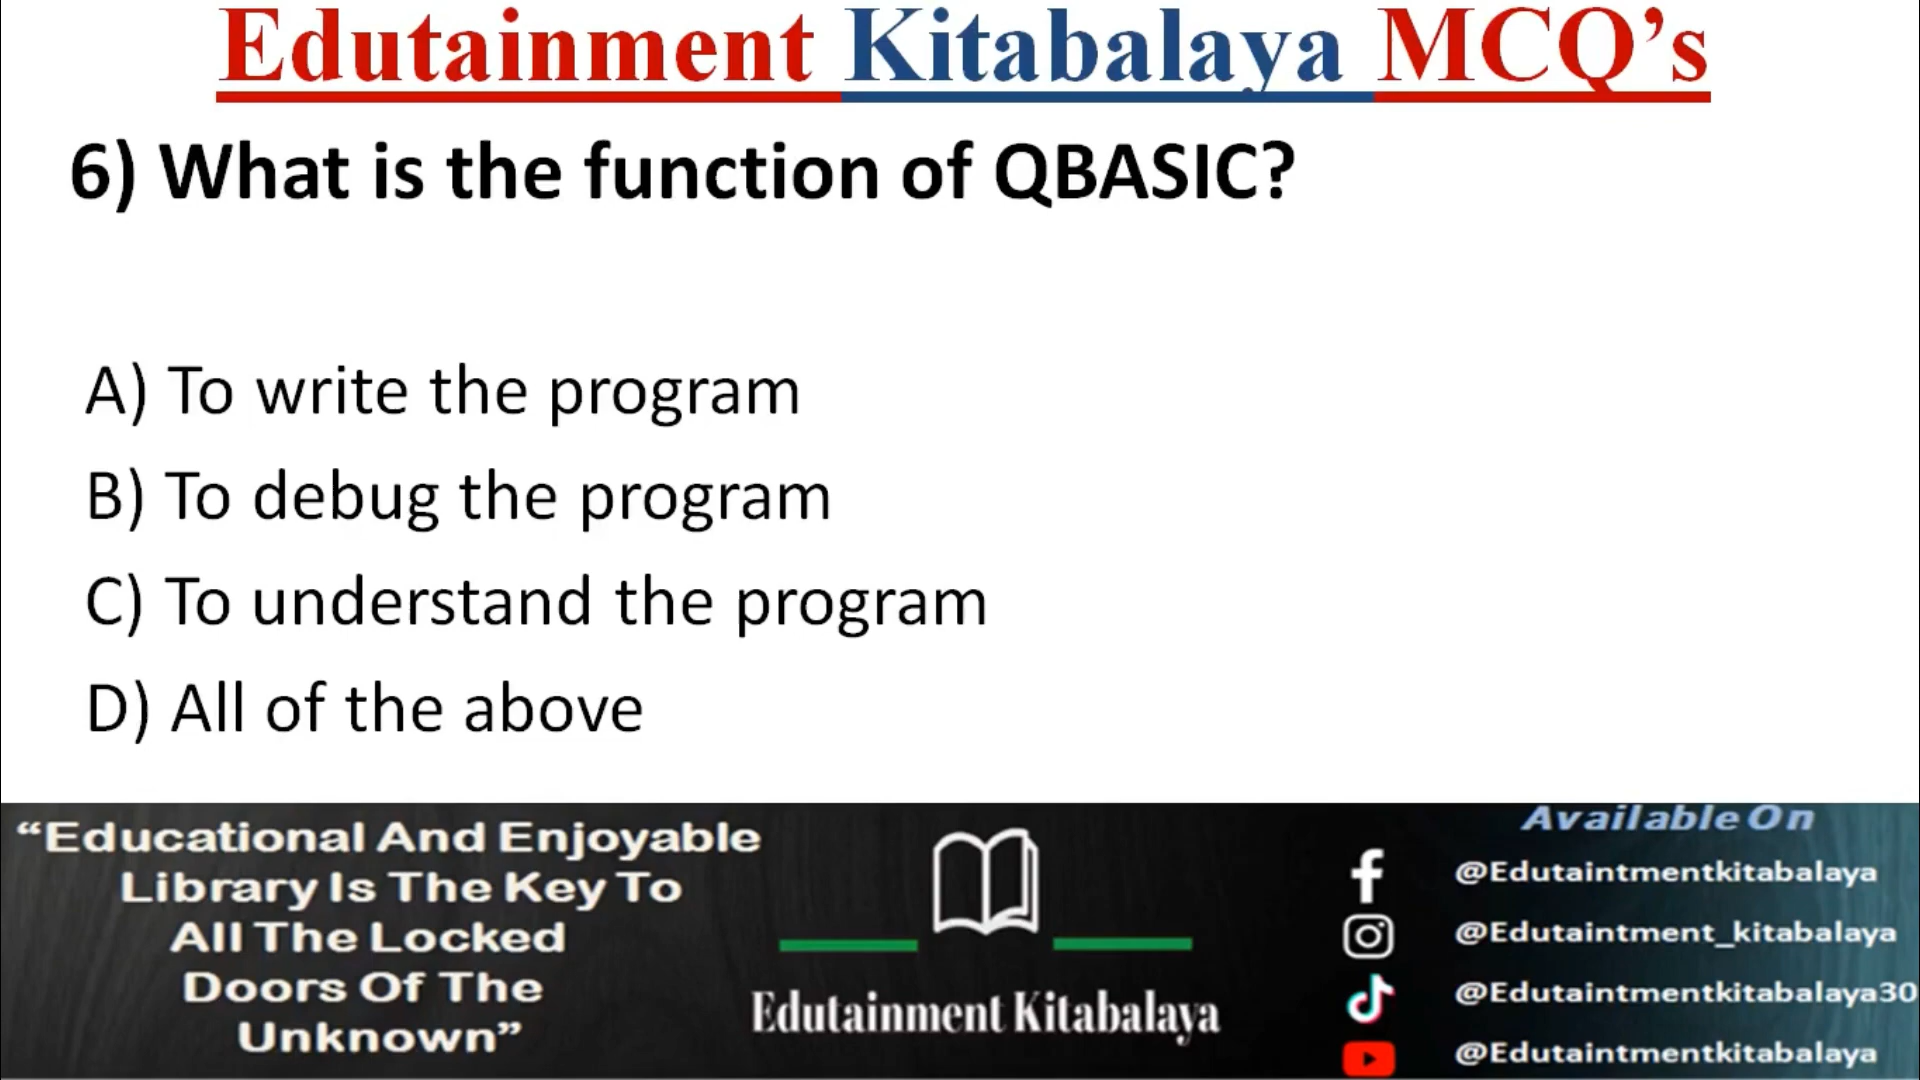 Edutainment Kitabalaya MCQ’s
6) What is the function of QBASIC?
A) To write the program
B) To debug the program
C) To understand the program
D) All of the above
“Educational And Enjoyable
Library Is The Key To
All The Locked
Doors Of The
Unknown”
Edutainment Kitabalaya
Available On
@Edutaintmentkitabalaya
@Edutaintment_kitabalaya
@Edutaintmentkitabalaya30
@Edutaintmentkitabalaya